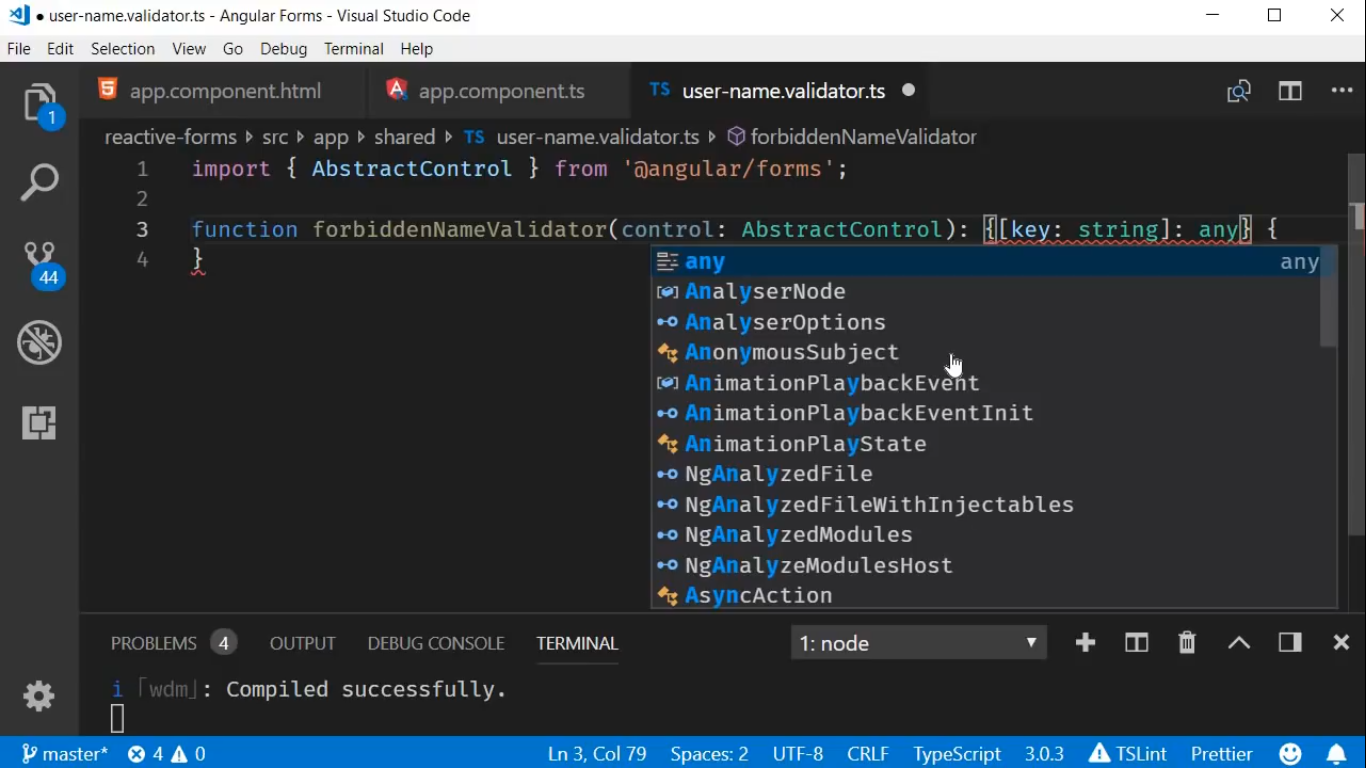 ● user-name.validator.ts - Angular Forms - Visual Studio Code
File Edit Selection View Go Debug Terminal Help
app.component.html app.component.ts TS user-name.validator.ts ●
1
reactive-forms src app shared TS user-name.validator.ts forbiddenNameValidator
1 import { AbstractControl } from '@angular/forms';
2
3 function forbiddenNameValidator(control: AbstractControl): {[key: string]: any} {
4 }
44
any any
AnalyserNode
AnalyserOptions
AnonymousSubject
AnimationPlaybackEvent
AnimationPlaybackEventInit
AnimationPlayState
NgAnalyzedFile
NgAnalyzedFileWithInjectables
NgAnalyzedModules
NgAnalyzeModulesHost
AsyncAction
PROBLEMS 4 OUTPUT DEBUG CONSOLE TERMINAL 1: node
i ｢wdm｣: Compiled successfully.
master* 4 0 Ln 3, Col 79 Spaces: 2 UTF-8 CRLF TypeScript 3.0.3 TSLint Prettier